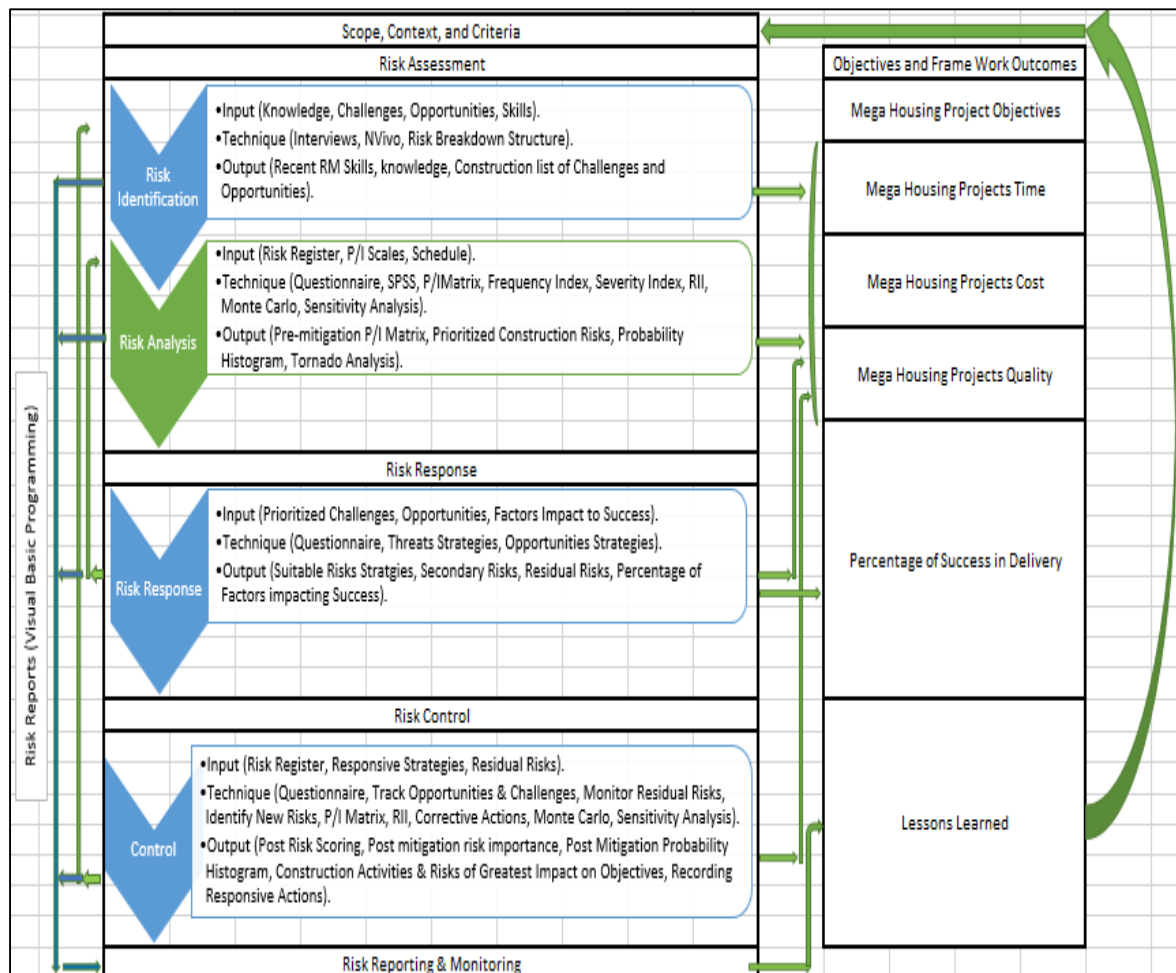 Scope, Context, and Criteria
Risk Assessment
Risk Identification
•Input (Knowledge, Challenges, Opportunities, Skills).
•Technique (Interviews, NVivo, Risk Breakdown Structure).
•Output (Recent RM Skills, knowledge, Construction list of Challenges and
Opportunities).
Risk Analysis
•Input (Risk Register, P/I Scales, Schedule).
•Technique (Questionnaire, SPSS, P/IMatrix, Frequency Index, Severity Index, RII,
Monte Carlo, Sensitivity Analysis).
•Output (Pre-mitigation P/I Matrix, Prioritized Construction Risks, Probability
Histogram, Tornado Analysis).
Risk Response
Risk Response
•Input (Prioritized Challenges, Opportunities, Factors Impact to Success).
•Technique (Questionnaire, Threats Strategies, Opportunities Strategies).
•Output (Suitable Risks Stratgies, Secondary Risks, Residual Risks, Percentage of
Factors impacting Success).
Risk Control
Control
•Input (Risk Register, Responsive Strategies, Residual Risks).
•Technique (Questionnaire, Track Opportunities & Challenges, Monitor Residual Risks,
Identify New Risks, P/I Matrix, RII, Corrective Actions, Monte Carlo, Sensitivity Analysis).
•Output (Post Risk Scoring, Post mitigation risk importance, Post Mitigation Probability
Histogram, Construction Activities & Risks of Greatest Impact on Objectives, Recording
Responsive Actions).
Risk Reporting & Monitoring
Risk Reports (Visual Basic Programming)
Objectives and Frame Work Outcomes
Mega Housing Project Objectives
Mega Housing Projects Time
Mega Housing Projects Cost
Mega Housing Projects Quality
Percentage of Success in Delivery
Lessons Learned